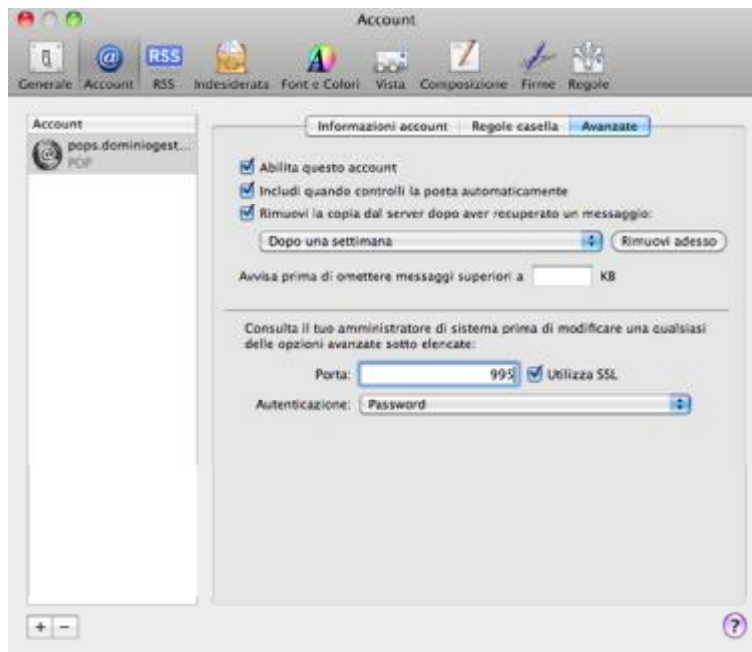 Account
RSS
Generale Account RSS Indesiderata Font e Colori Vista Composizione Firme Regole
Account
pops.dominiogest...
POP
Informazioni account Regole casella Avanzate
Abilita questo account
Includi quando controlli la posta automaticamente
Rimuovi la copia dal server dopo aver recuperato un messaggio:
Dopo una settimana Rimuovi adesso
Avvisa prima di omettere messaggi superiori a KB
Consulta il tuo amministratore di sistema prima di modificare una qualsiasi
delle opzioni avanzate sotto elencate:
Porta: 995 Utilizza SSL
Autenticazione: Password
+ - ?